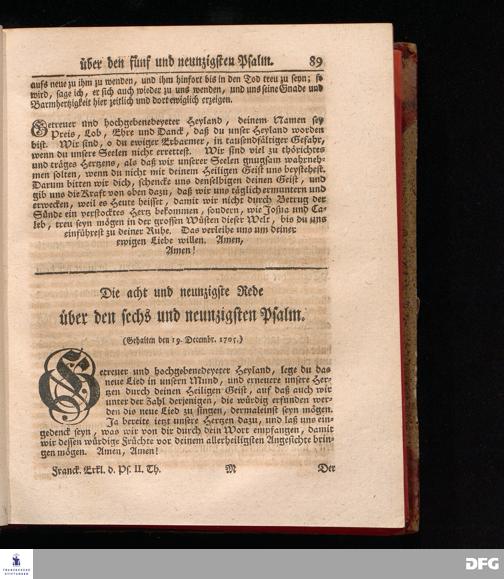 über den fünf und neunzigsten Psalm. 89
aufs neue zu ihm zu wenden, und ihm hinfort bis in den Tod treu zu seyn; so
wird, sage ich, er sich auch wieder zu uns wenden, und uns seine Gnade und
Barmhertzigkeit hier zeitlich und dort ewiglich erzeigen.
Getreuer und hochgebenedeyeter Heyland, deinem Namen sey
Preis, Lob, Ehre und Danck, daß du unser Heyland worden
bist. Wir sind, o du ewiger Erbarmer, in tausendfältiger Gefahr,
wenn du unsere Seelen nicht errettest. Wir sind viel zu thörichtes
und träges Hertzens, als daß wir unserer Seelen gnugsam wahrneh-
men solten, wenn du nicht mit deinem Heiligen Geist uns beystehest.
Darum bitten wir dich, schencke uns denselbigen deinen Geist, und
gib uns die Kraft von oben dazu, daß wir uns täglich ermuntern und
erwecken, weil es Heute heisset, damit wir nicht durch Betrug der
Sünde ein verstocktes Hertz bekommen, sondern, wie Josua und Ca-
leb, treu seyn mögen in der grossen Wüsten dieser Welt, bis du uns
einführest zu deiner Ruhe. Das verleihe uns um deiner
ewigen Liebe willen. Amen,
Amen!
Die acht und neunzigste Rede
über den sechs und neunzigsten Psalm.
(Gehalten den 19. Decembr. 1705.)
Getreuer und hochgebenedeyeter Heyland, lege du das
neue Lied in unsern Mund, und erneuere unsere Her-
tzen durch deinen Heiligen Geist, auf daß auch wir
unter der Zahl derjenigen, die würdig erfunden wer-
den dis neue Lied zu singen, dermaleinst seyn mögen.
Ja bereite ietzt unsere Hertzen dazu, und laß uns ein-
gedenck seyn, was wir von dir durch dein Wort empfangen, damit
wir dessen würdige Früchte vor deinem allerheiligsten Angesichte brin-
gen mögen. Amen, Amen!
Franck. Erkl. d. Ps. II. Th. M Der
FRANCKESCHE
STIFTUNGEN
DFG